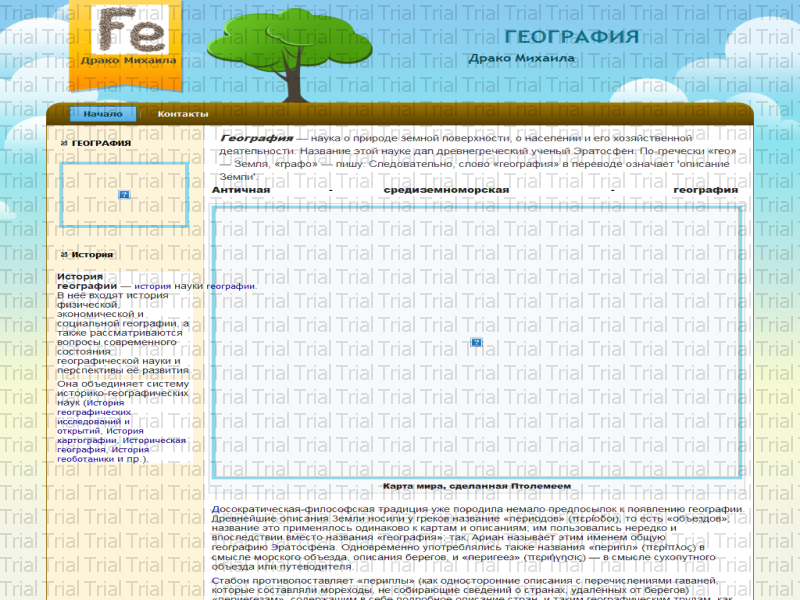 Fe
Драко Михаила
ГЕОГРАФИЯ
Драко Михаила
Начало
Контакты
ГЕОГРАФИЯ
История
История
географии — история науки географии.
В неё входят история
физической,
экономической и
социальной географии, а
также рассматриваются
вопросы современного
состояния
географической науки и
перспективы её развития
Она объединяет систему
историко-географических
наук (История
географических
исследований и
открытий, История
картографии, Историческая
география, История
геоботаники и пр.).
География — наука о природе земной поверхности, о населении и его хозяйственной
деятельности. Название этой науке дал древнегреческий ученый Эратосфен. По-гречески «гео»
— Земля, «графо» — пишу. Следовательно, слово «география» в переводе означает 'описание
Земли'.
Античная - средиземноморская - география
Карта мира, сделанная Птолемеем
Досократическая-философская традиция уже породила немало предпосылок к появлению географии.
Древнейшие описания Земли носили у греков название «периодов» (περίοδοι), то есть «объездов»;
название это применялось одинаково к картам и описаниям; им пользовались нередко и
впоследствии вместо названия «география»; так, Ариан называет этим именем общую
географию Эратосфена. Одновременно употреблялись также названия «перипл» (περίπλος) в
смысле морского объезда, описания берегов, и «перигеез» (περιήγησις) — в смысле сухопутного
объезда или путеводителя.
Стабон противопоставляет «периплы» (как односторонние описания с перечислениями гаваней,
которые составляли мореходы, не собирающие сведений о странах, удалённых от берегов)
«периегезам», содержащим в себе подробное описание стран, и таким географическим трудам, как